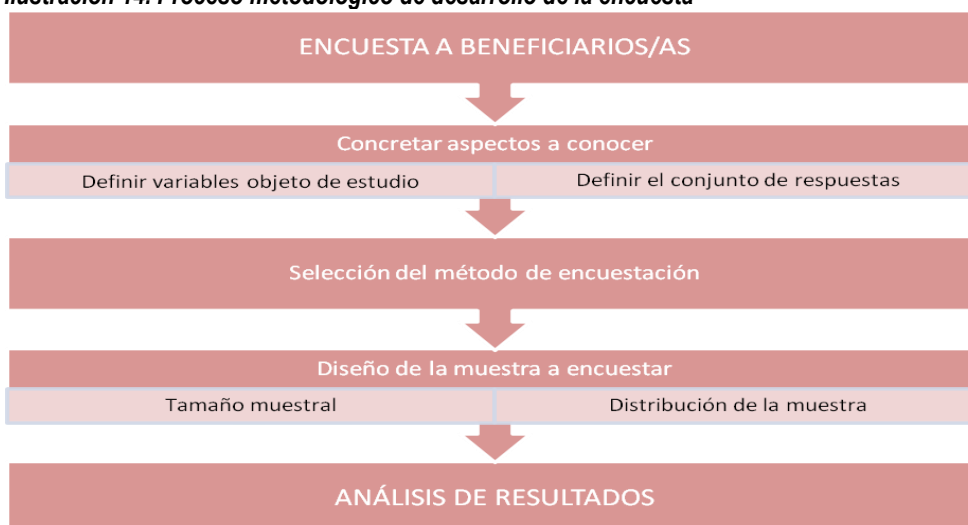 Ilustración 14. Proceso metodológico de desarrollo de la encuesta
ENCUESTA A BENEFICIARIOS/AS
Concretar aspectos a conocer
Definir variables objeto de estudio
Definir el conjunto de respuestas
Selección del método de encuestación
Diseño de la muestra a encuestar
Tamaño muestral
Distribución de la muestra
ANÁLISIS DE RESULTADOS